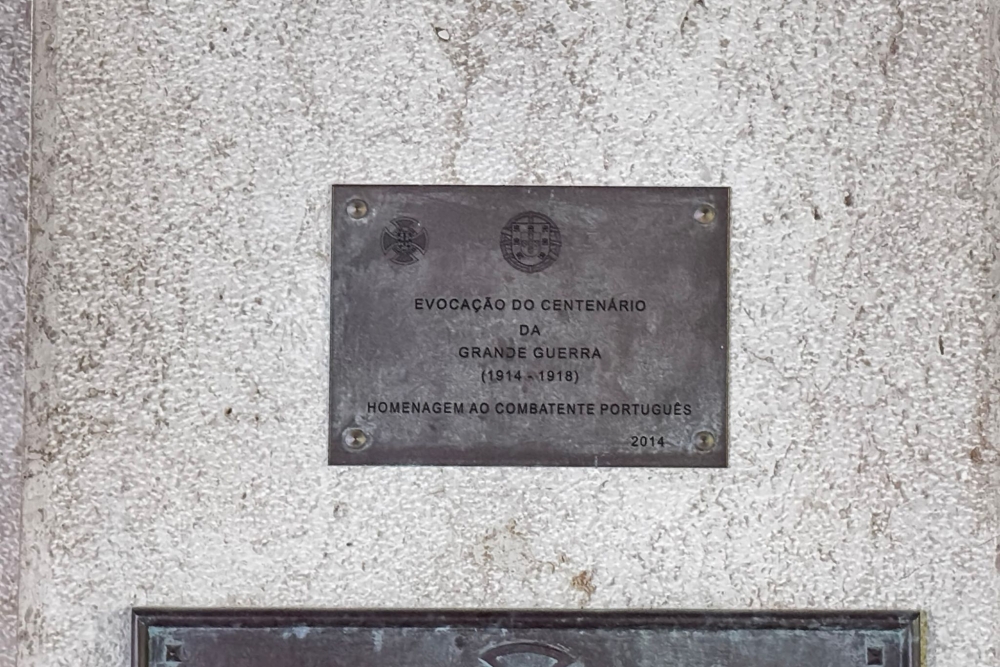 EVOCAÇÃO DO CENTENÁRIO
DA
GRANDE GUERRA
(1914 - 1918)
HOMENAGEM AO COMBATENTE PORTUGUÊS
2014